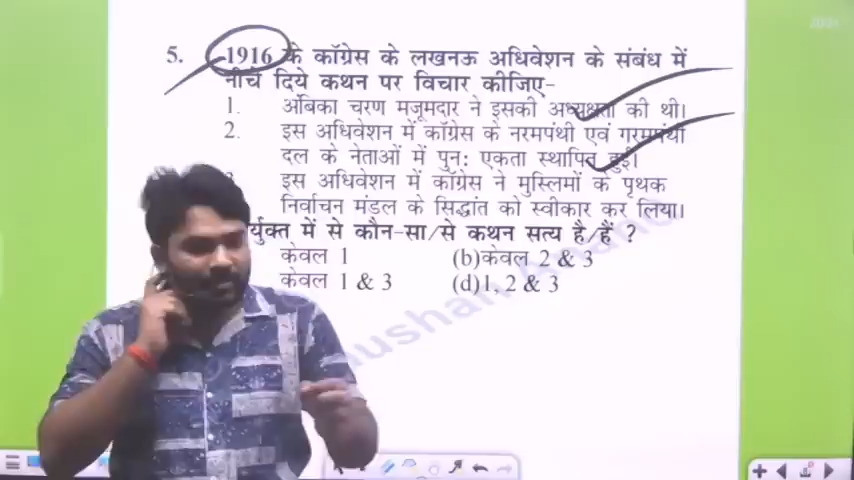 5. 1916 के कॉग्रेस के लखनऊ अधिवेशन के संबंध में
नीचे दिये कथन पर विचार कीजिए-
1. अंबिका चरण मजूमदार ने इसकी अध्यक्षता की थी।
2. इस अधिवेशन में कॉग्रेस के नरमपंथी एवं गरमपंथी
दल के नेताओं में पुन: एकता स्थापित हुई।
इस अधिवेशन में कॉग्रेस ने मुस्लिमों के पृथक
निर्वाचन मंडल के सिद्धांत को स्वीकार कर लिया।
र्युक्त में से कौन-सा/से कथन सत्य है/हैं ?
केवल 1 (b)केवल 2 & 3
केवल 1 & 3 (d)1, 2 & 3